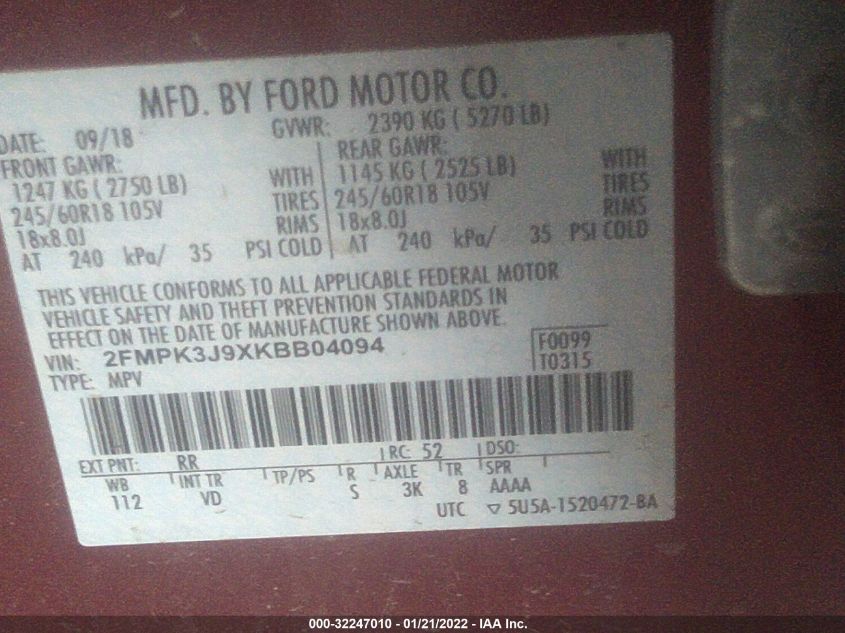 MFD. BY FORD MOTOR CO.
DATE: 09/18 GVWR: 2390 KG ( 5270 LB)
FRONT GAWR: REAR GAWR:
1247 KG ( 2750 LB) WITH 1145 KG ( 2525 LB) WITH
245/60R18 105V TIRES 245/60R18 105V TIRES
18x8.0J RIMS 18x8.0J RIMS
AT 240 kPa/ 35 PSI COLD AT 240 kPa/ 35 PSI COLD
THIS VEHICLE CONFORMS TO ALL APPLICABLE FEDERAL MOTOR
VEHICLE SAFETY AND THEFT PREVENTION STANDARDS IN
EFFECT ON THE DATE OF MANUFACTURE SHOWN ABOVE.
VIN: 2FMPK3J9XKBB04094 F0099
TYPE: MPV T0315
EXT PNT: RR RC: 52 DSO:
WB INT TR TP/PS R AXLE TR SPR
112 VD S 3K 8 AAAA
UTC ▽ 5U5A-1520472-BA
000-32247010 - 01/21/2022 - IAA Inc.